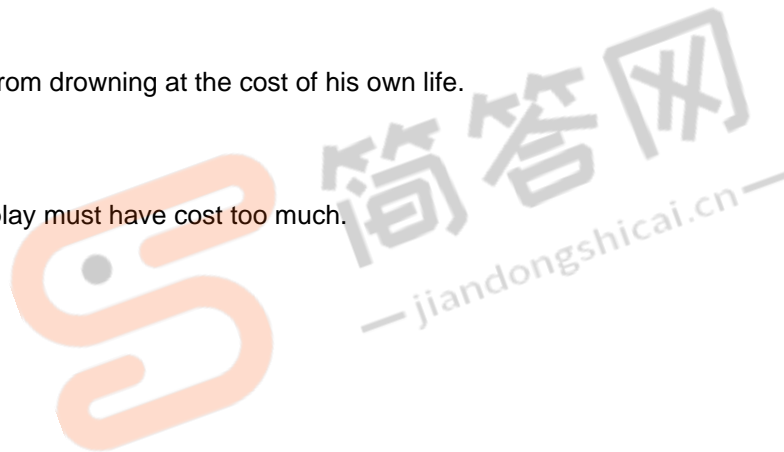 rom drowning at the cost of his own life.
简答网
play must have cost too much.
jiandongshicai.cn